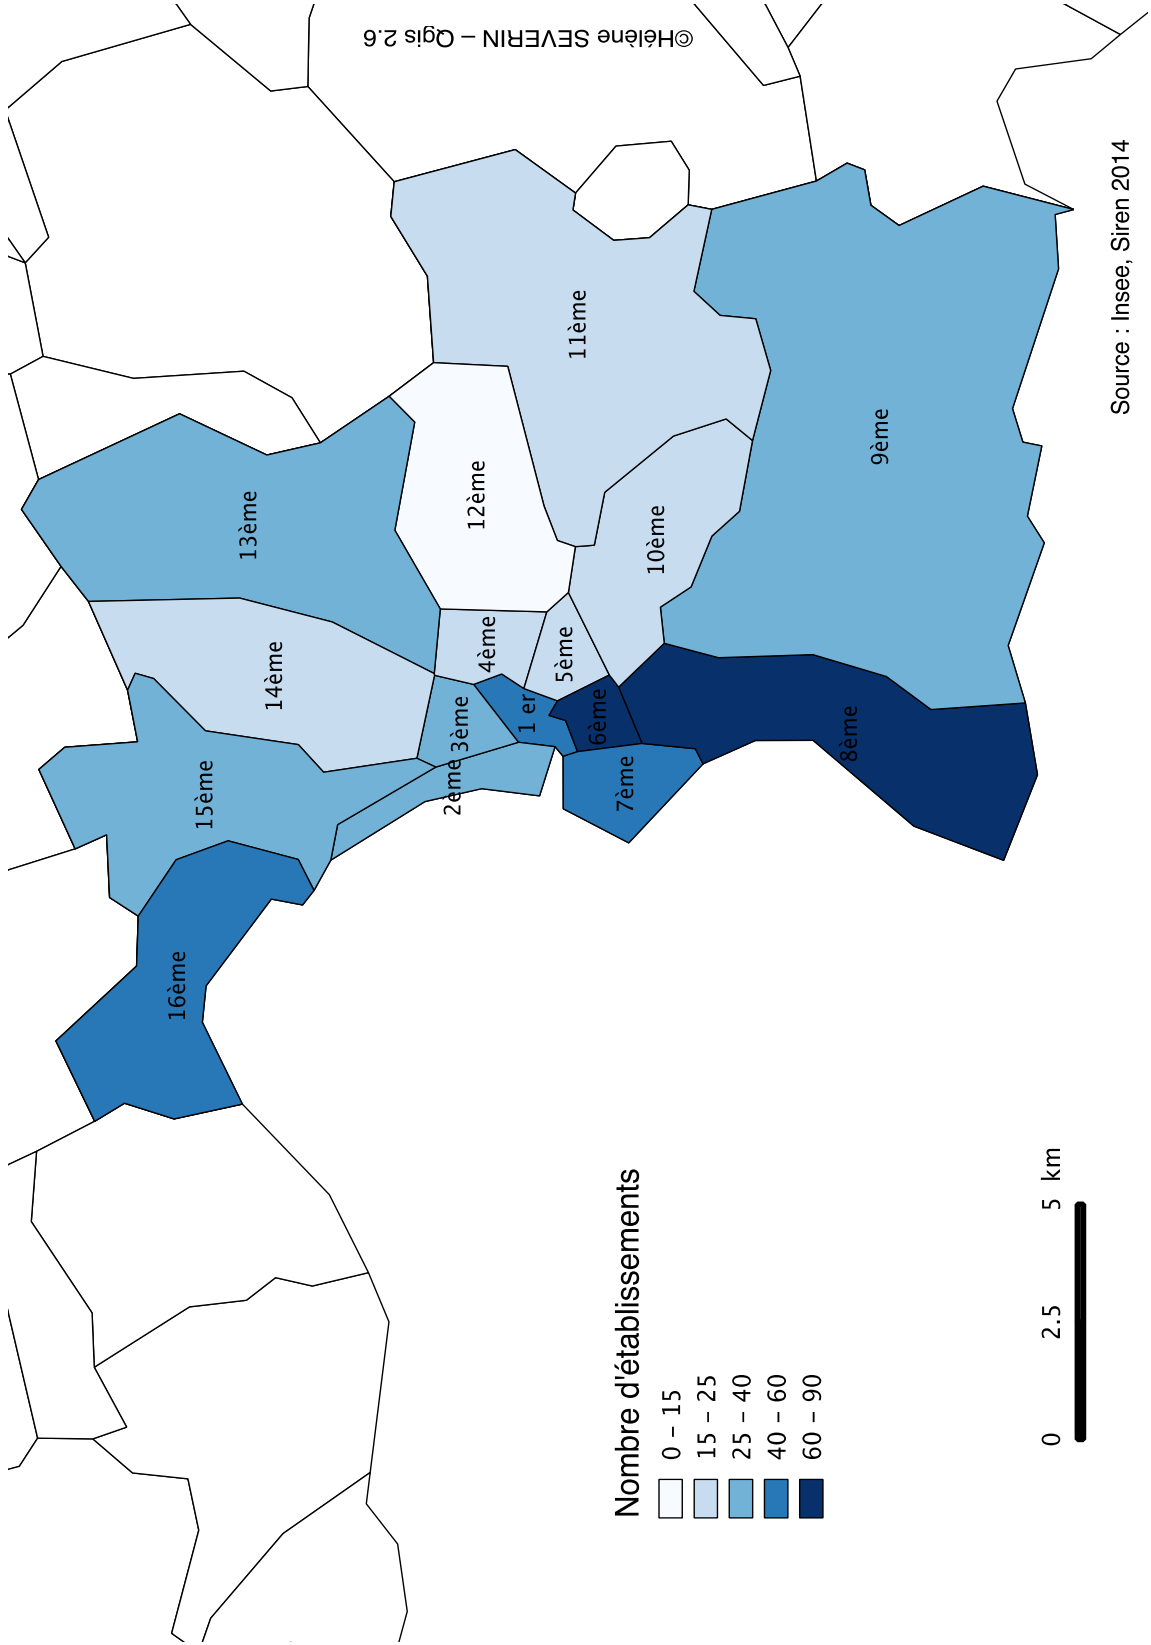 ©Hélène SEVERIN – Qgis 2.6
Source : Insee, Siren 2014
16ème
15ème
14ème
13ème
2ème
3ème
4ème
12ème
1 er
5ème
11ème
6ème
7ème
10ème
8ème
9ème
Nombre d'établissements
0 – 15
15 – 25
25 – 40
40 – 60
60 – 90
0 2.5 5 km